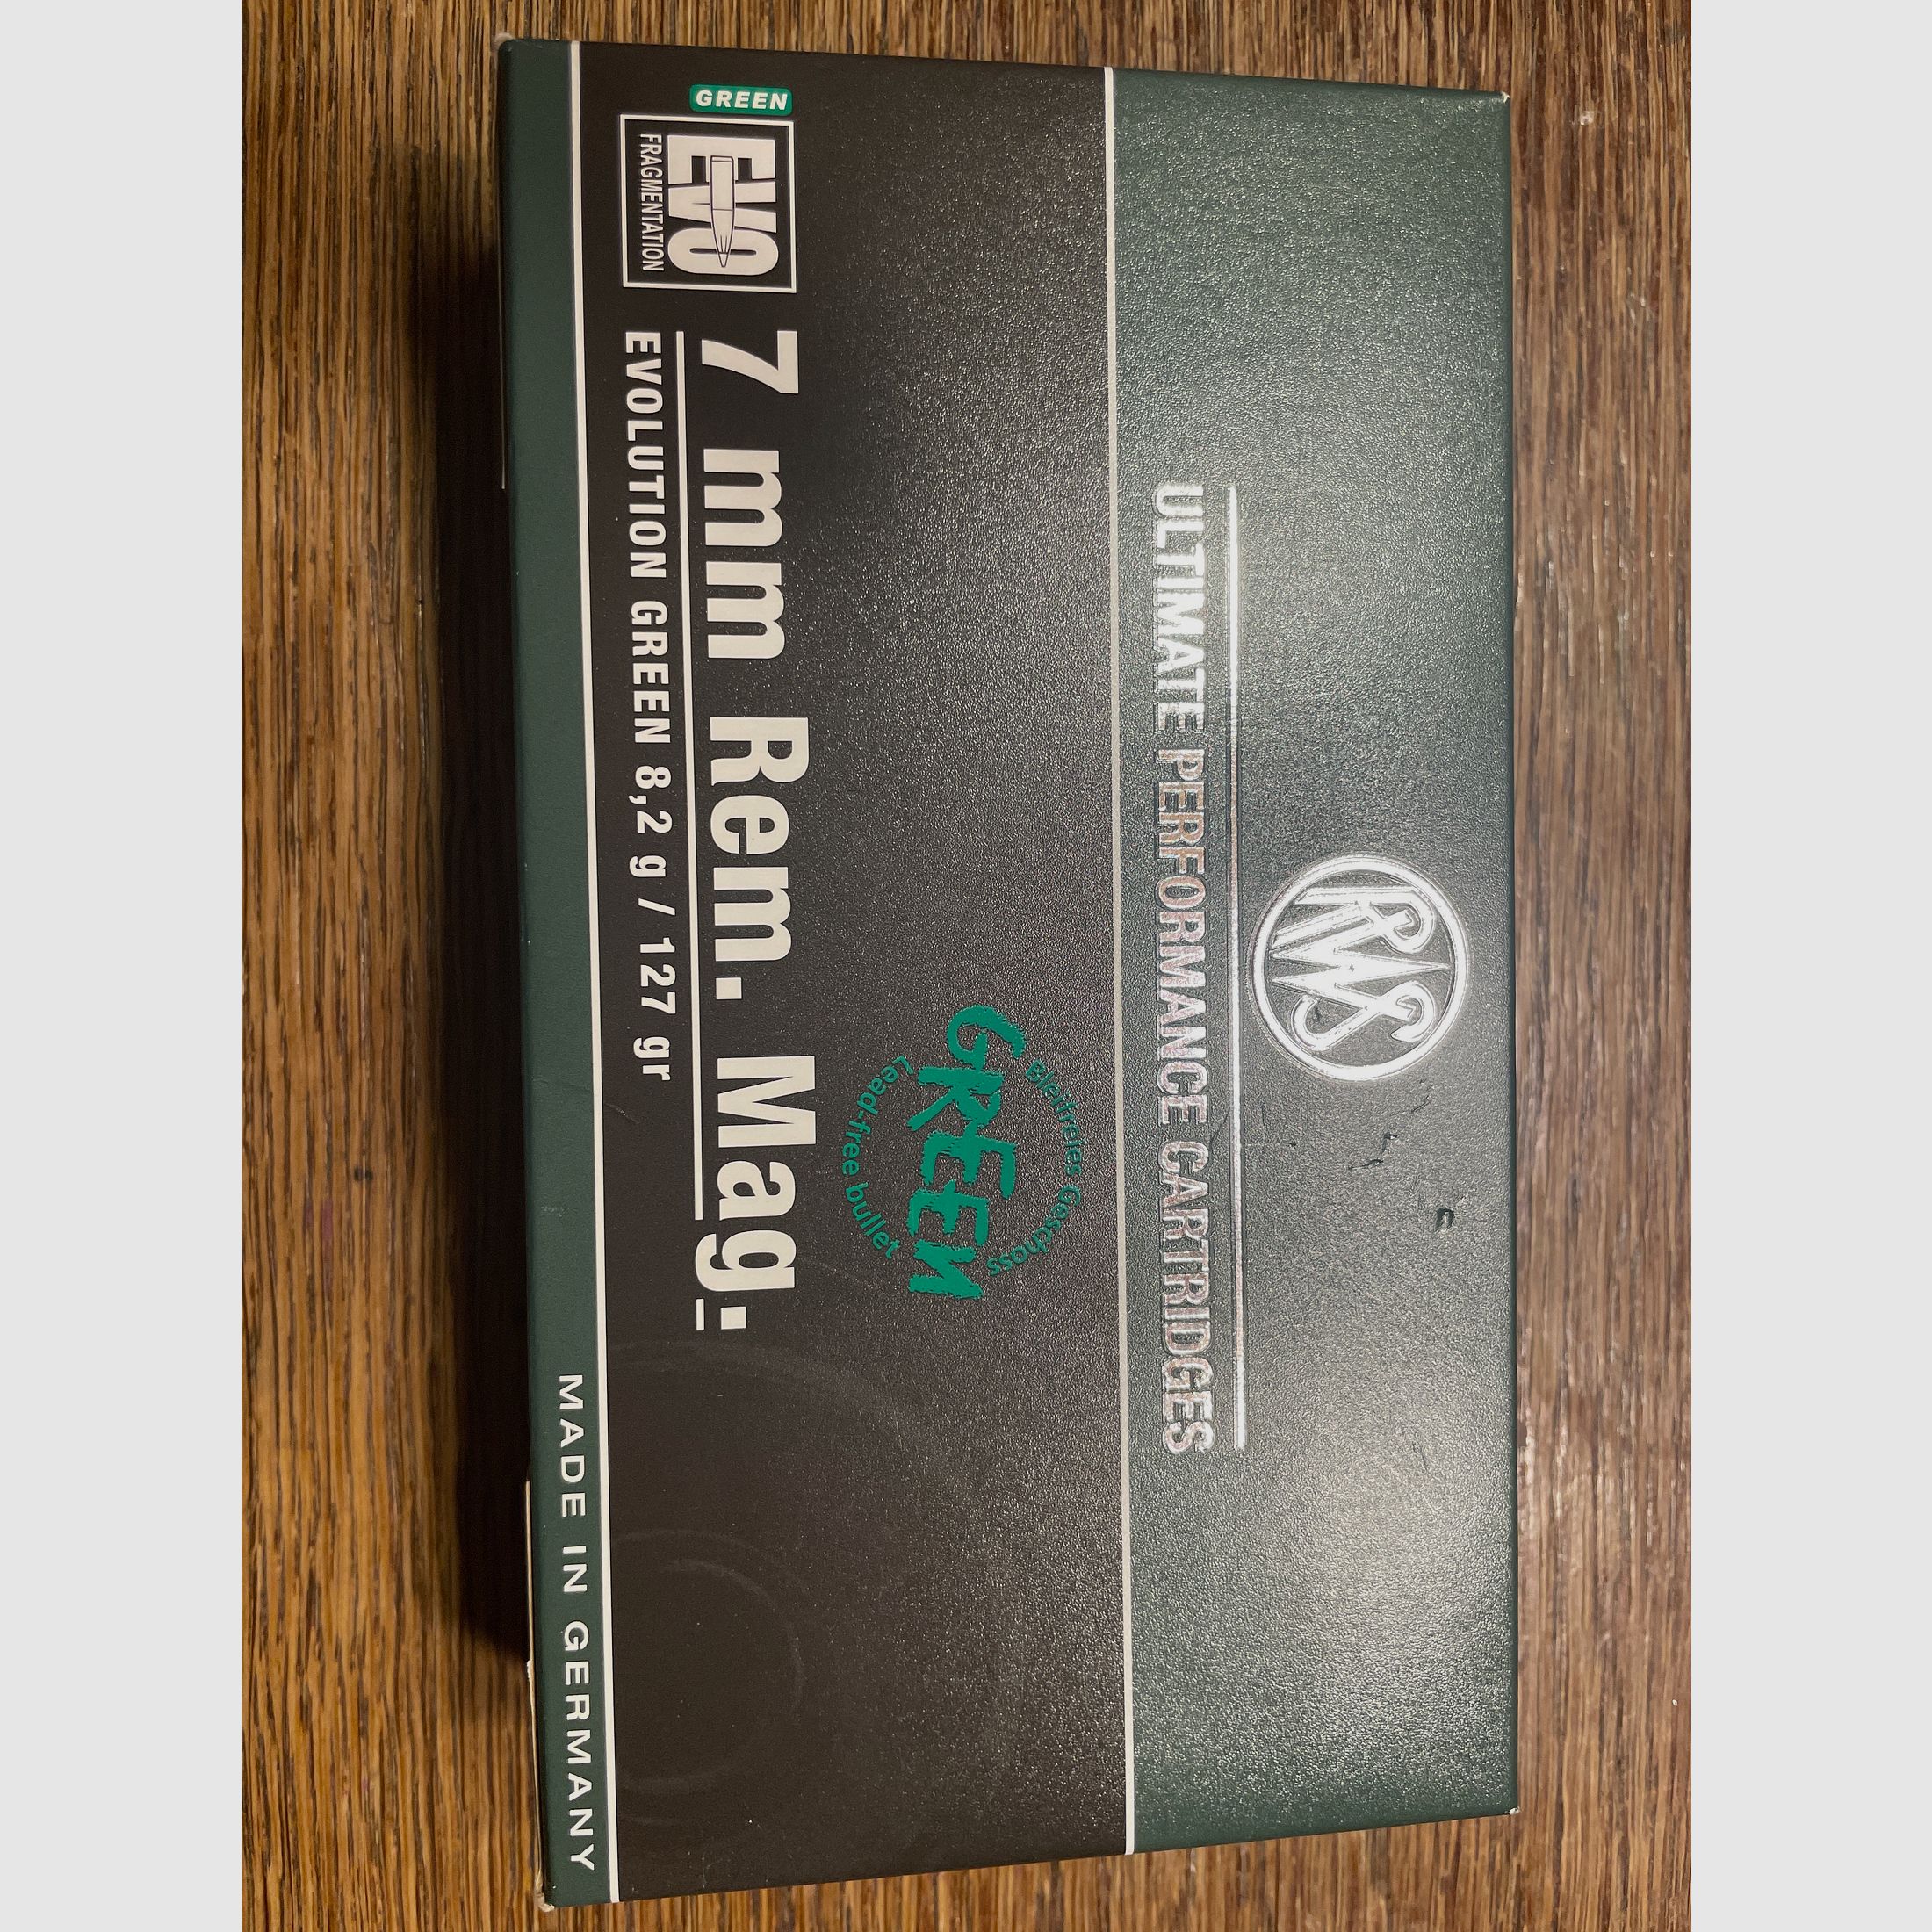 RWS
ULTIMATE PERFORMANCE CARTRIDGES
Bleifreies Geschoss
GREEN
Lead-free bullet
GREEN
EVO
FRAGMENTATION
7 mm Rem. Mag.
EVOLUTION GREEN 8,2 g / 127 gr
MADE IN GERMANY